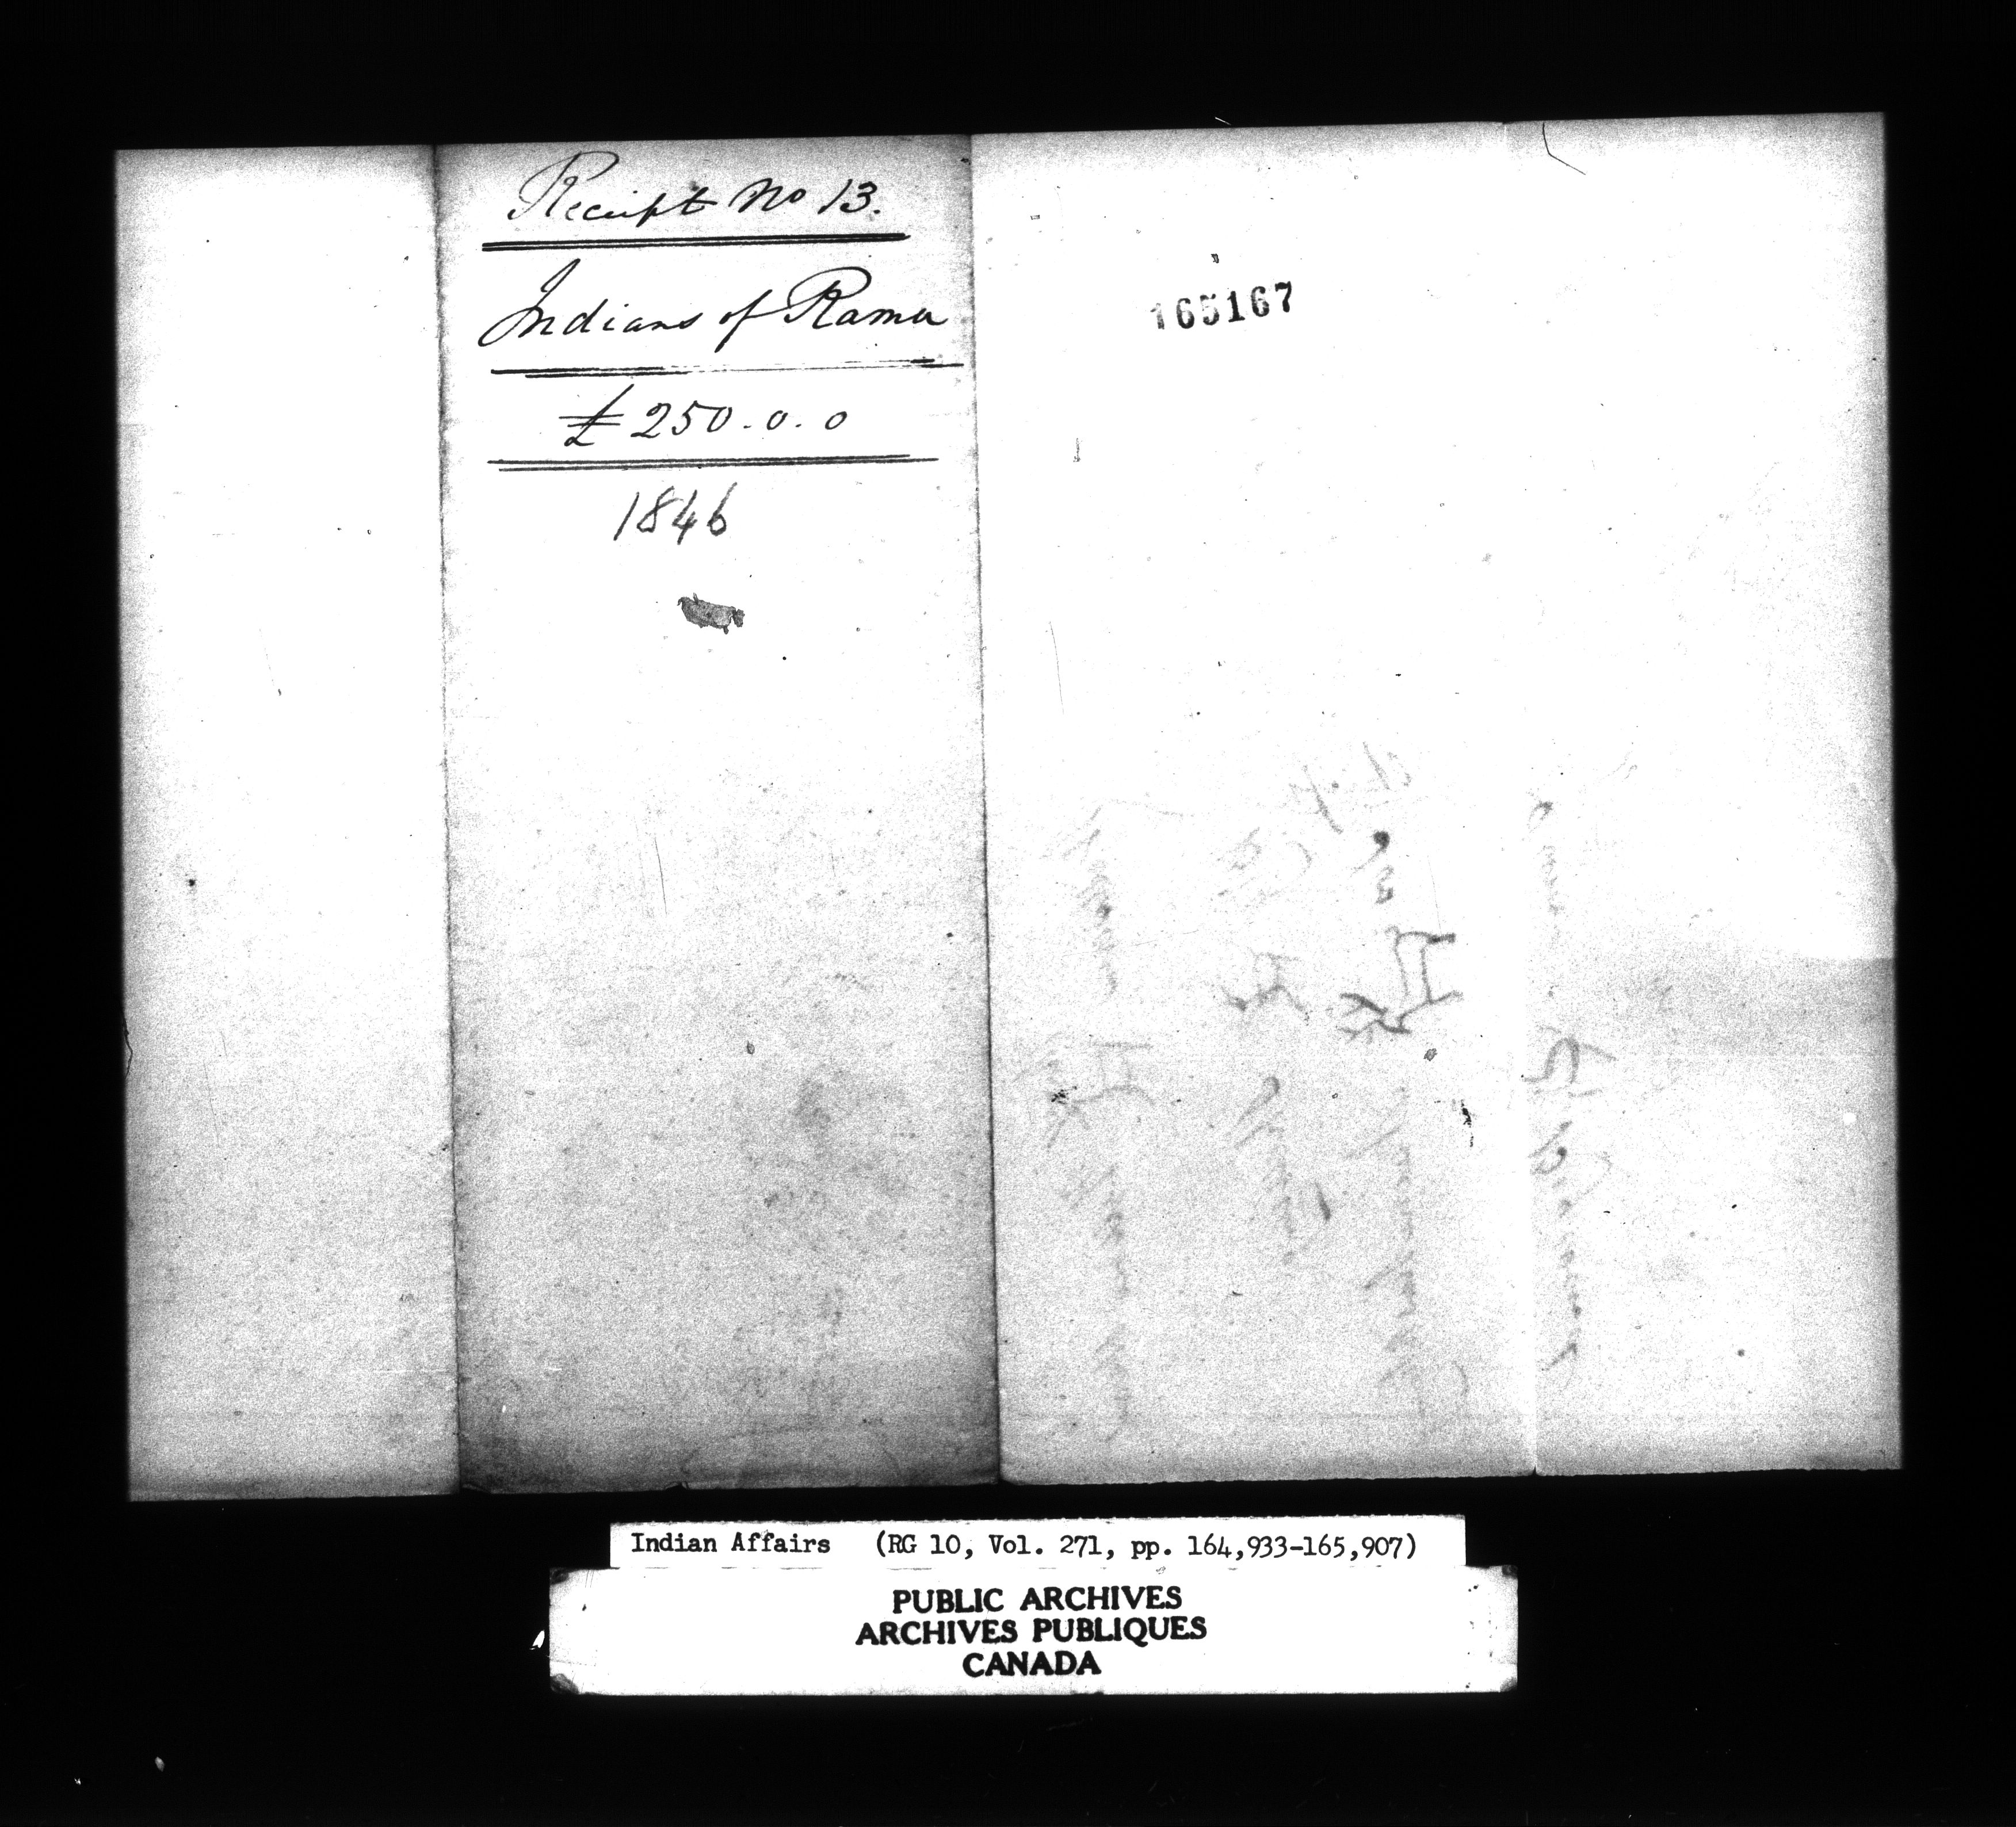 Receipt No 13.
Indians of Rama
£250.0.0
1846
165167
Indian Affairs (RG 10, Vol. 271, pp. 164,933-165,907)
PUBLIC ARCHIVES
ARCHIVES PUBLIQUES
CANADA